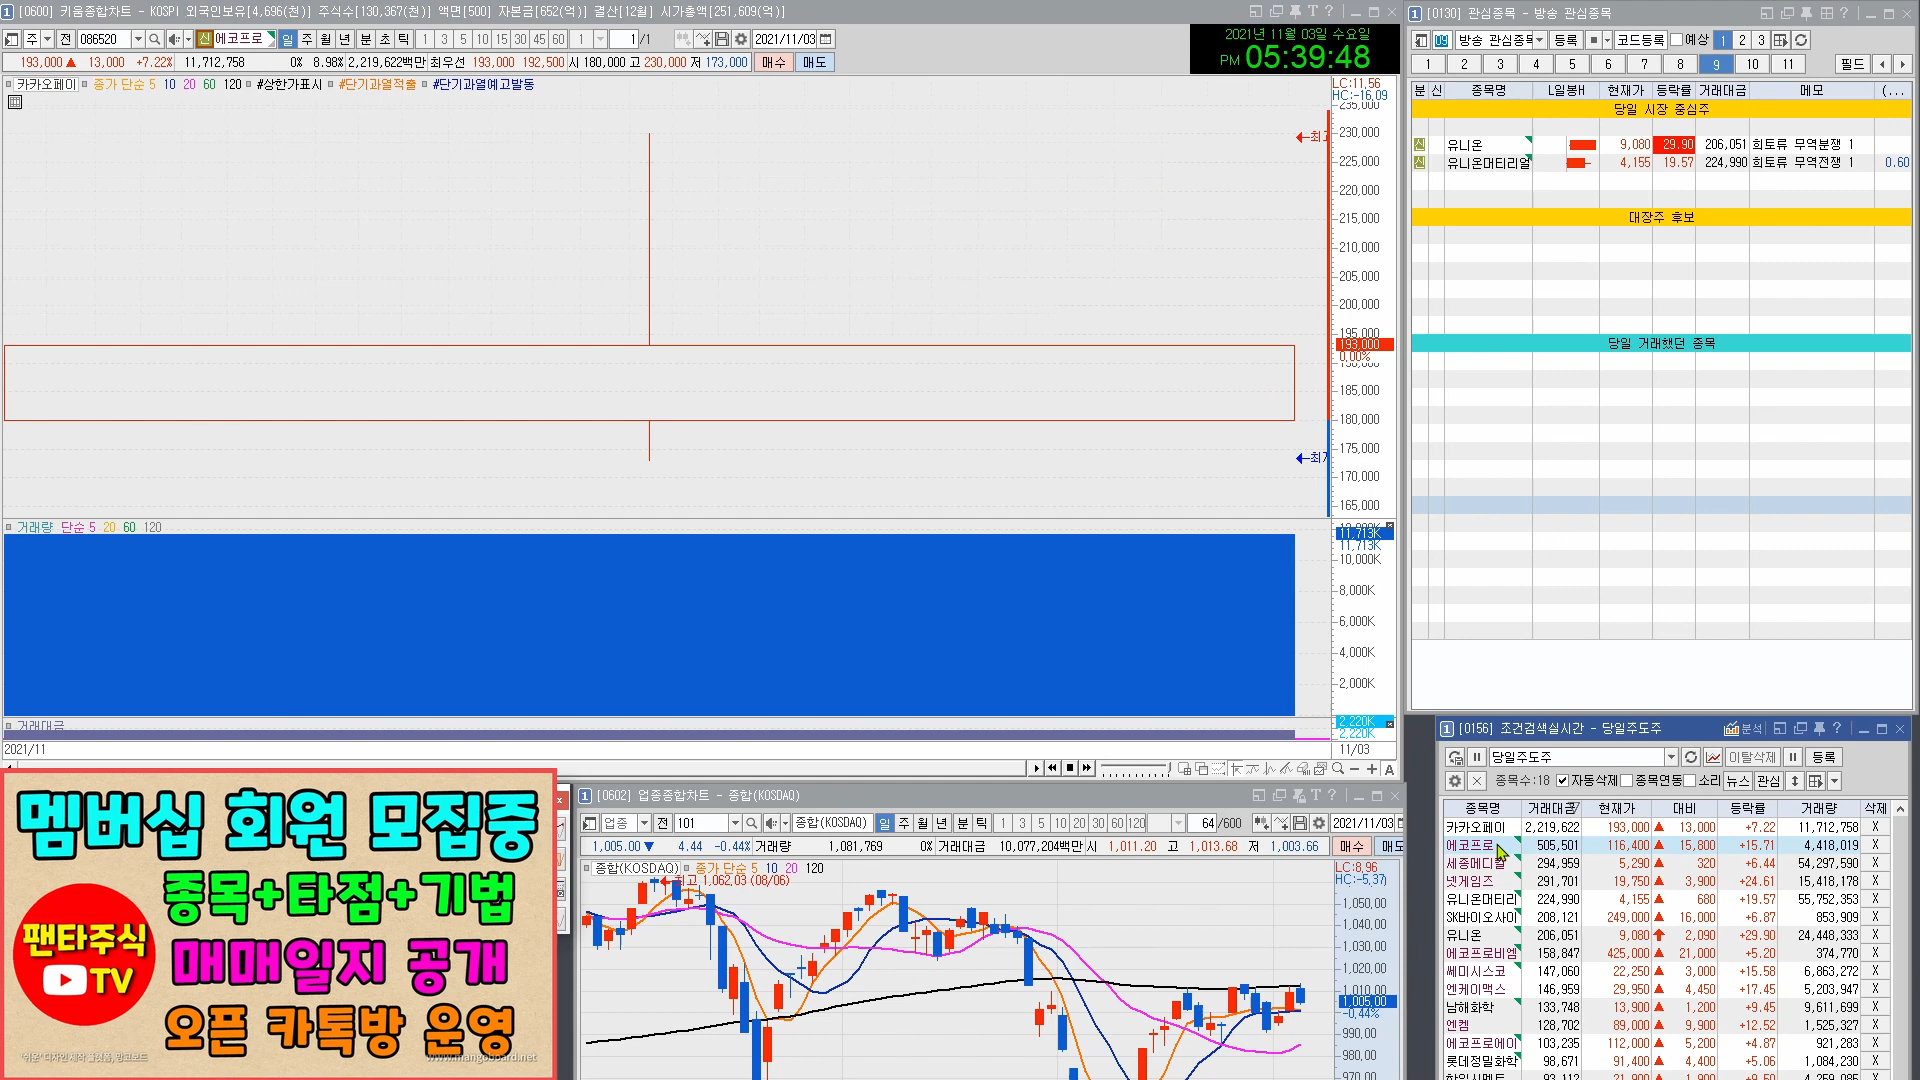 [0600] 키움종합차트 - KOSPI 외국인보유[4,696(천)] 주식수[130,367(천)] 액면[500] 자본금[652(억)] 결산[12월] 시가총액[251,609(억)]
주 전 086520 신 에코프로 일 주 월 년 분 초 틱 1 3 5 10 15 30 45 60 1 1/1 2021/11/03
193,000 ▲ 13,000 +7.22% 11,712,758 0% 8.98% 2,219,622백만 최우선 193,000 192,500 시 180,000 고 230,000 저 173,000 매수 매도
2021년 11월 03일 수요일
PM 05:39:48
카카오페이 종가 단순 5 10 20 60 120 #상한가표시 #단기과열적출 #단기과열예고발동
LC:11,56
HC:-16,09
235,000
230,000
225,000
220,000
215,000
210,000
205,000
200,000
195,000
193,000
0,00%
190,000
185,000
180,000
175,000
170,000
165,000
거래량 단순 5 20 60 120
11,713K
11,713K
10,000K
8,000K
6,000K
4,000K
2,000K
거래대금
2,220K
2,220K
2021/11
11/03
멤버십 회원 모집중
종목+타점+기법
매매일지 공개
오픈 카톡방 운영
팬타주식
TV
www.mangoboard.net
[0602] 업종종합차트 - 종합(KOSDAQ)
업종 전 101 종합(KOSDAQ) 일 주 월 년 분 틱 1 3 5 10 20 30 60 120 64 /600 2021/11/03
1,005.00 ▼ 4.44 -0.44% 거래량 1,081,769 0% 거래대금 10,077,204백만 시 1,011.20 고 1,013.68 저 1,003.66 매수 매도
종합(KOSDAQ) 종가 단순 5 10 20 120
최고 1,062,03 (08/06)
LC:8,96
HC:-5,37
1,050,00
1,040,00
1,030,00
1,020,00
1,010,00
1,005,00
-0,44%
990,00
980,00
970,00
[0130] 관심종목 - 방송 관심종목
09 방송 관심종목 등록 코드등록 예상 1 2 3
1 2 3 4 5 6 7 8 9 10 11 필드
분 신 종목명 L일봉H 현재가 등락률 거래대금 메모 (...
당일 시장 중심주
신 유니온 9,080 29.90 206,051 희토류 무역분쟁 1
신 유니온머티리얼 4,155 19.57 224,990 희토류 무역전쟁 1 0.60
대장주 후보
당일 거래했던 종목
[0156] 조건검색실시간 - 당일주도주 분석
당일주도주 이탈삭제 등록
종목수:18 자동삭제 종목연동 소리 뉴스 관심
종목명 거래대금 현재가 대비 등락률 거래량 삭제
카카오페이 2,219,622 193,000 ▲ 13,000 +7.22 11,712,758 X
에코프로 505,501 116,400 ▲ 15,800 +15.71 4,418,019 X
세종메디칼 294,959 5,290 ▲ 320 +6.44 54,297,590 X
넷게임즈 291,701 19,750 ▲ 3,900 +24.61 15,418,178 X
유니온머티리 224,990 4,155 ▲ 680 +19.57 55,752,353 X
SK바이오사이 208,121 249,000 ▲ 16,000 +6.87 853,909 X
유니온 206,051 9,080 ↑ 2,090 +29.90 24,448,333 X
에코프로비엠 158,847 425,000 ▲ 21,000 +5.20 374,770 X
쎄미시스코 147,060 22,250 ▲ 3,000 +15.58 6,863,272 X
엔케이맥스 146,959 29,950 ▲ 4,450 +17.45 5,203,947 X
남해화학 133,748 13,900 ▲ 1,200 +9.45 9,611,699 X
엔켐 128,702 89,000 ▲ 9,900 +12.52 1,525,327 X
에코프로에이 103,235 112,000 ▲ 5,200 +4.87 921,283 X
롯데정밀화학 98,671 91,400 ▲ 4,400 +5.06 1,084,230 X